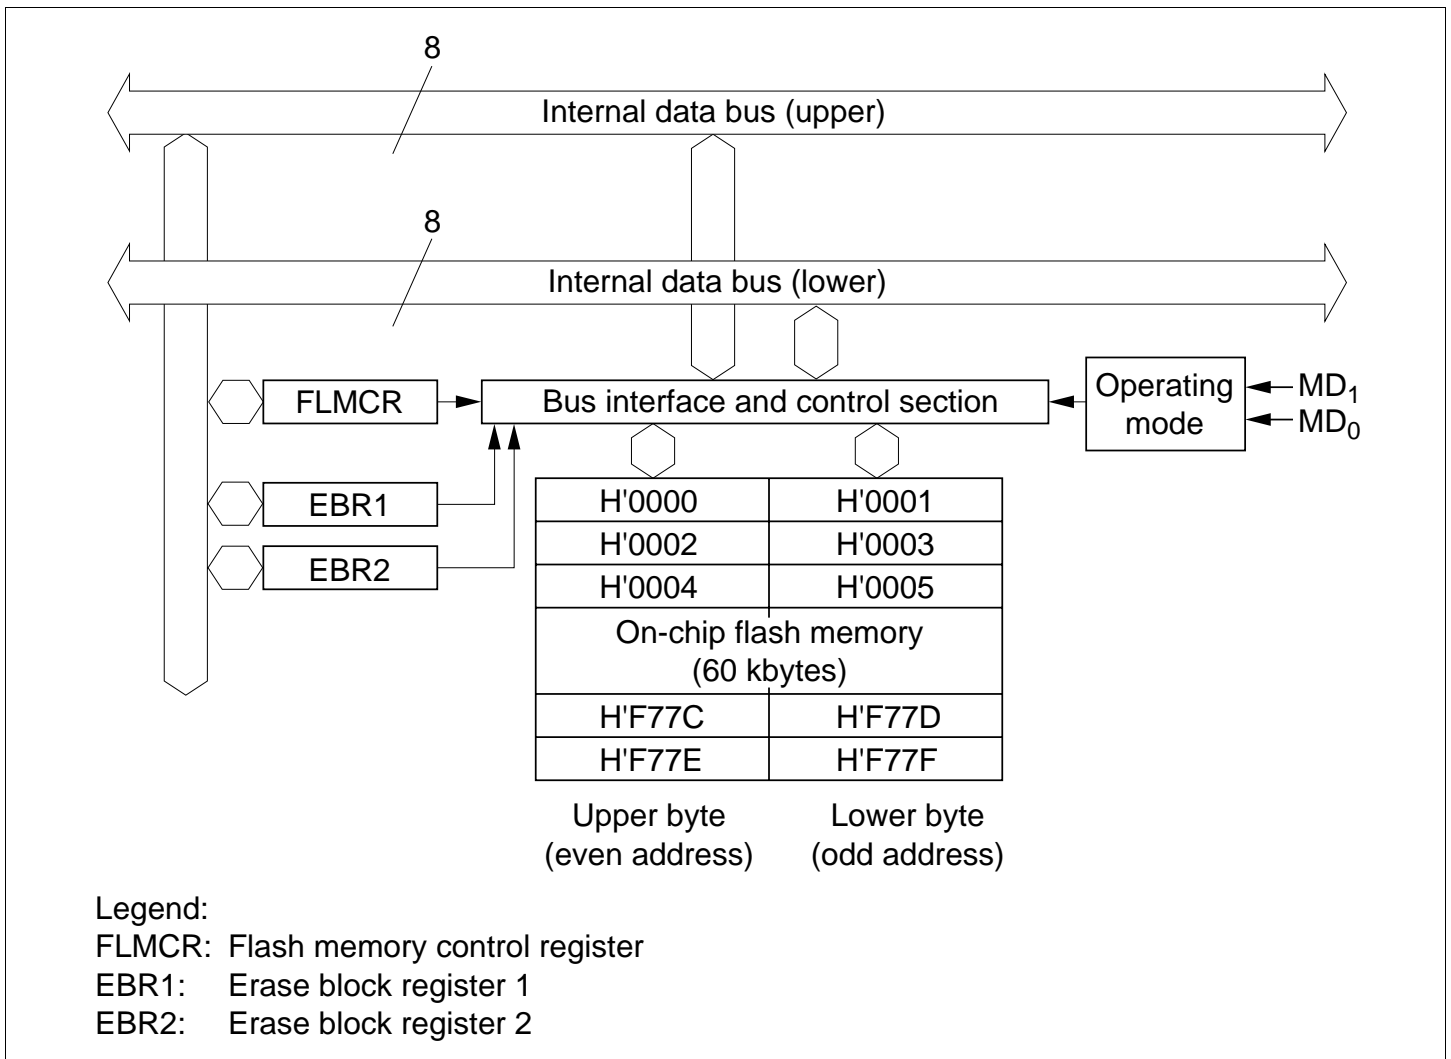 8
Internal data bus (upper)
8
Internal data bus (lower)
FLMCR
Bus interface and control section
Operating
mode
MD1
MD0
EBR1
EBR2
H'0000 H'0001
H'0002 H'0003
H'0004 H'0005
On-chip flash memory
(60 kbytes)
H'F77C H'F77D
H'F77E H'F77F
Upper byte Lower byte
(even address) (odd address)
Legend:
FLMCR: Flash memory control register
EBR1: Erase block register 1
EBR2: Erase block register 2